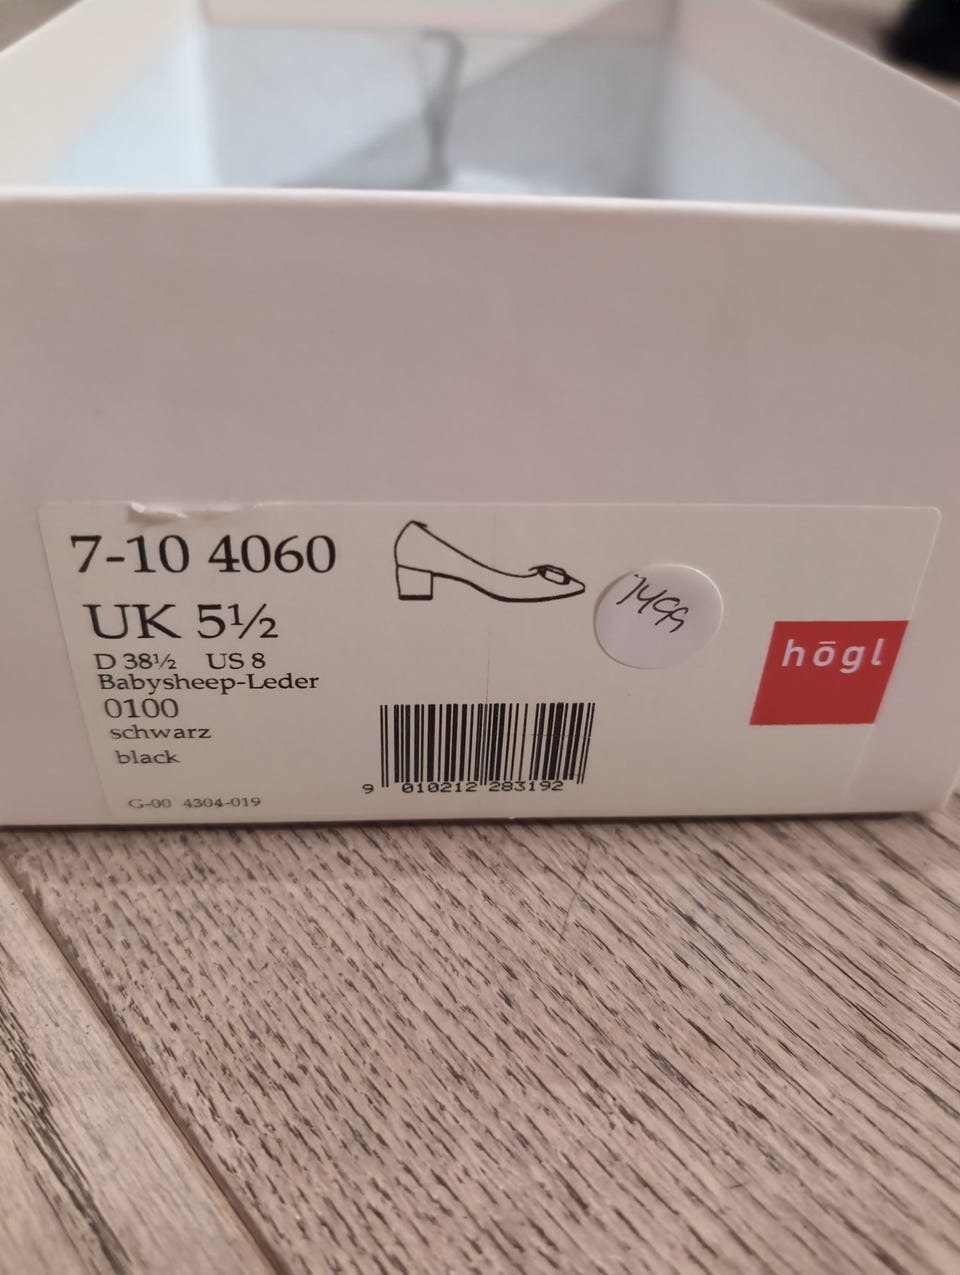 7-10 4060
UK 5½
D 38½ US 8
Babysheep-Leder
0100
schwarz
black
G-00 4304-019
9 010212 283192
1499
högl